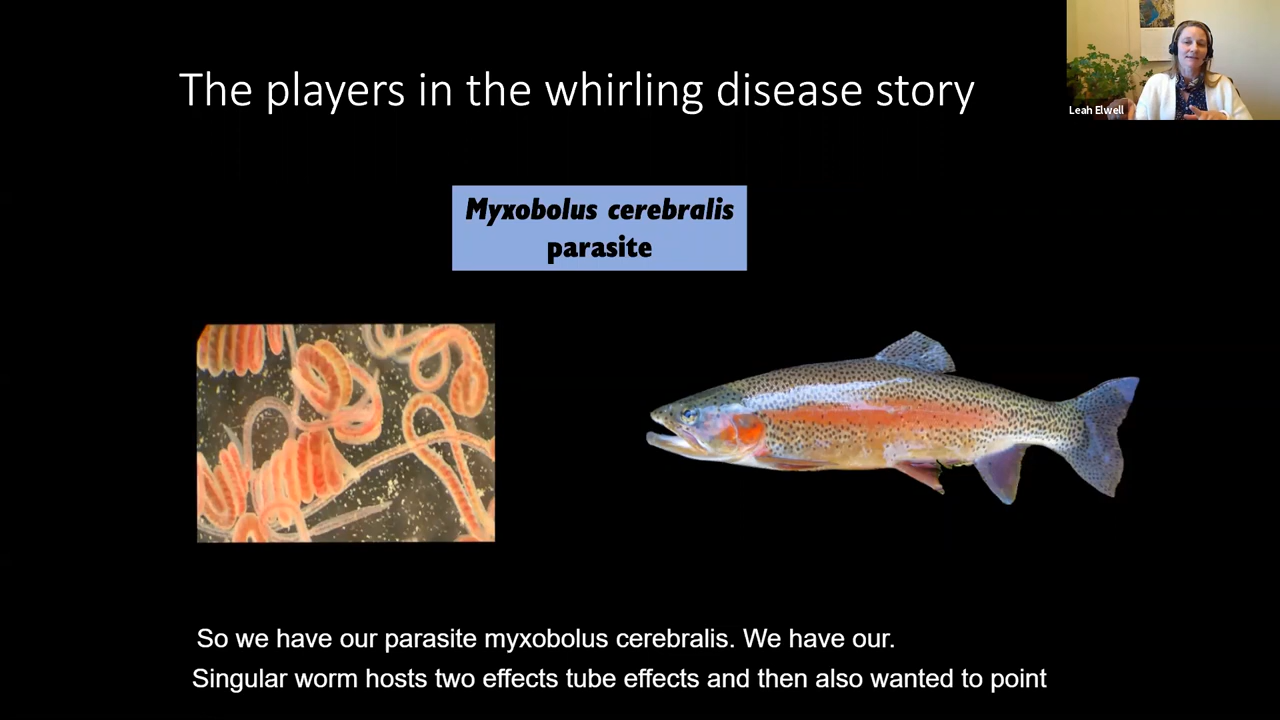 The players in the whirling disease story
Leah Elwell
Myxobolus cerebralis
parasite
So we have our parasite myxobolus cerebralis. We have our.
Singular worm hosts two effects tube effects and then also wanted to point